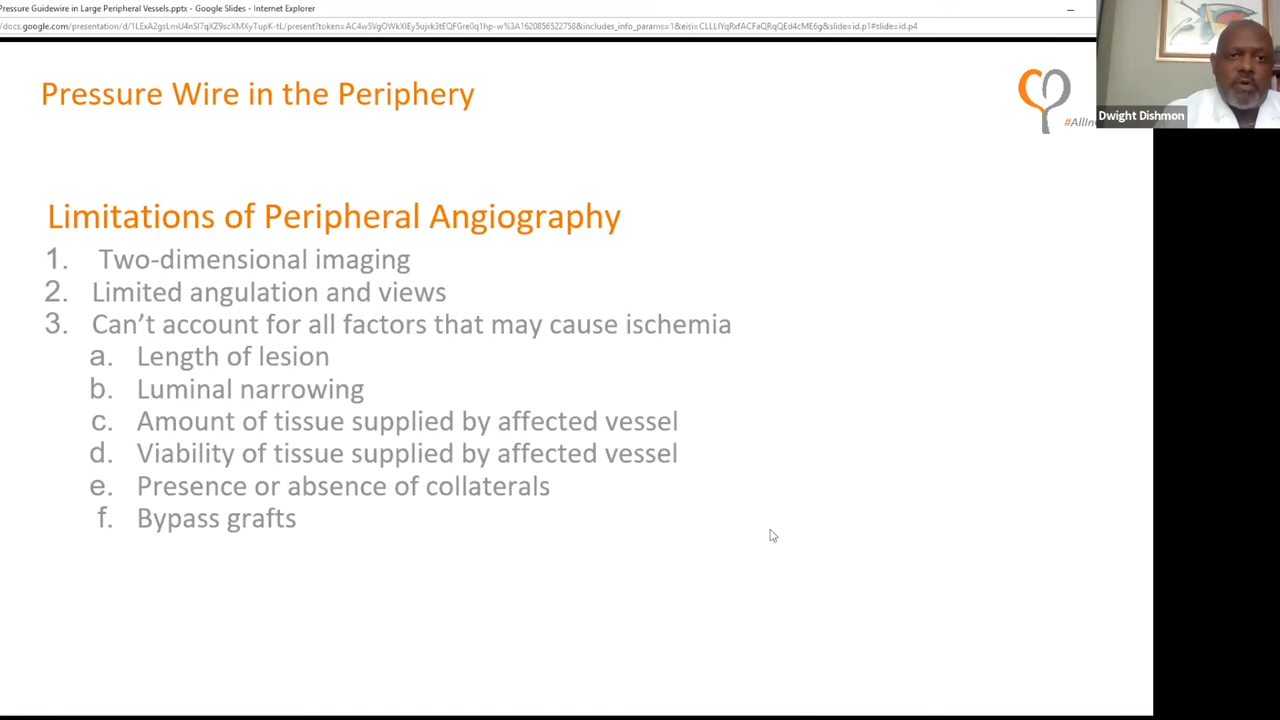 Pressure Guidewire in Large Peripheral Vessels.pptx - Google Slides - Internet Explorer
Pressure Wire in the Periphery
Dwight Dishmon
Limitations of Peripheral Angiography
1. Two-dimensional imaging
2. Limited angulation and views
3. Can’t account for all factors that may cause ischemia
a. Length of lesion
b. Luminal narrowing
c. Amount of tissue supplied by affected vessel
d. Viability of tissue supplied by affected vessel
e. Presence or absence of collaterals
f. Bypass grafts